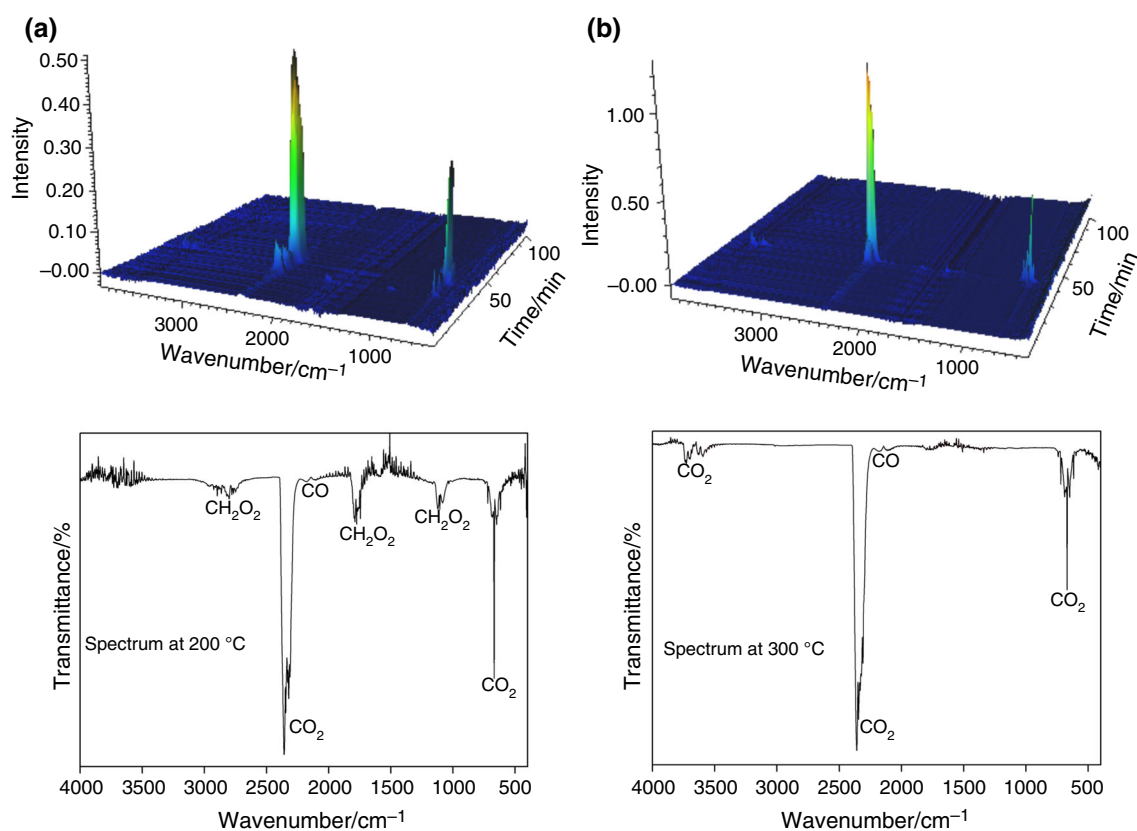 (a)
0.50
0.40
0.30
0.20
0.10
−0.00
Intensity
3000
2000
1000
Wavenumber/cm−1
100
50
Time/min
(b)
1.00
0.50
−0.00
Intensity
3000
2000
1000
Wavenumber/cm−1
100
50
Time/min
Transmittance/%
CH2O2
CO
CH2O2
CH2O2
Spectrum at 200 °C
CO2
CO2
4000 3500 3000 2500 2000 1500 1000 500
Wavenumber/cm−1
Transmittance/%
CO2
CO
CO2
Spectrum at 300 °C
CO2
4000 3500 3000 2500 2000 1500 1000 500
Wavenumber/cm−1